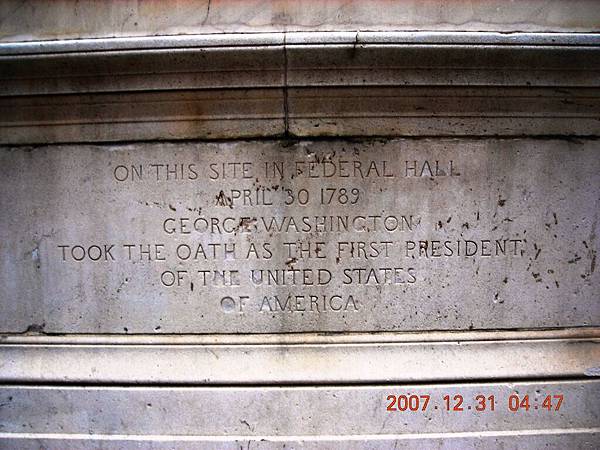 ON THIS SITE IN FEDERAL HALL
APRIL 30 1789
GEORGE WASHINGTON
TOOK THE OATH AS THE FIRST PRESIDENT
OF THE UNITED STATES
OF AMERICA
2007.12.31 04:47